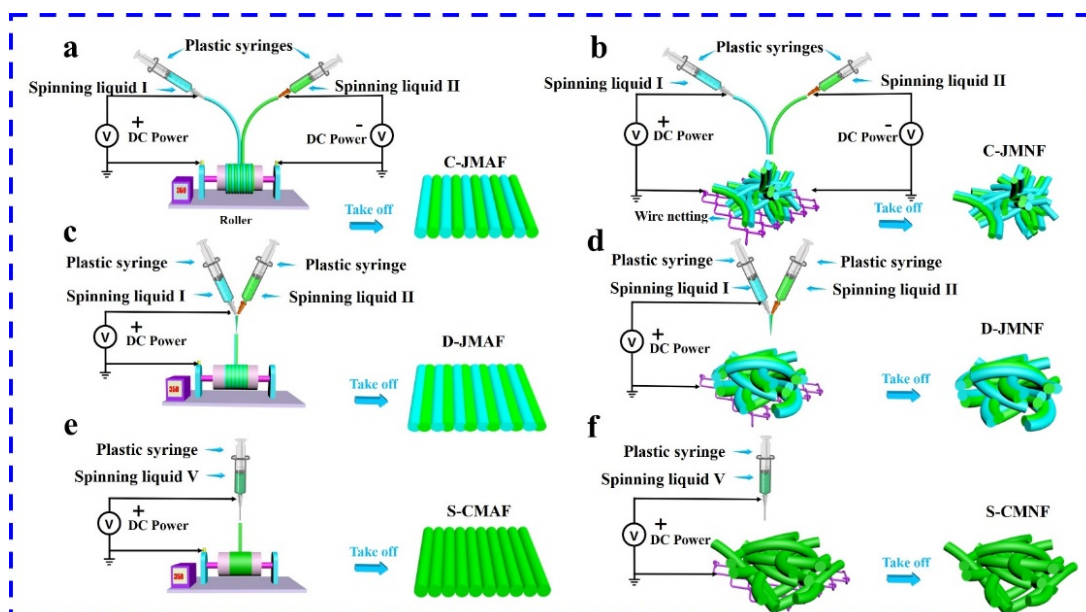 a
Plastic syringes
Spinning liquid I
Spinning liquid II
+
DC Power
V
-
DC Power
V
350
Roller
Take off
C-JMAF
b
Plastic syringes
Spinning liquid I
Spinning liquid II
+
DC Power
V
-
DC Power
V
Wire netting
Take off
C-JMNF
c
Plastic syringe
Plastic syringe
Spinning liquid I
Spinning liquid II
+
DC Power
V
350
Take off
D-JMAF
d
Plastic syringe
Plastic syringe
Spinning liquid I
Spinning liquid II
+
DC Power
V
Take off
D-JMNF
e
Plastic syringe
Spinning liquid V
+
DC Power
V
350
Take off
S-CMAF
f
Plastic syringe
Spinning liquid V
+
DC Power
V
Take off
S-CMNF